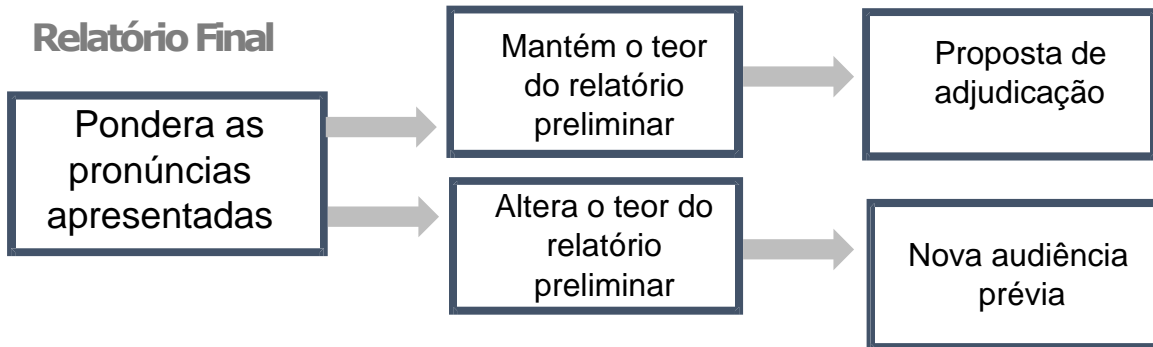 Relatório Final
Pondera as
pronúncias
apresentadas
Mantém o teor
do relatório
preliminar
Proposta de
adjudicação
Altera o teor do
relatório
preliminar
Nova audiência
prévia